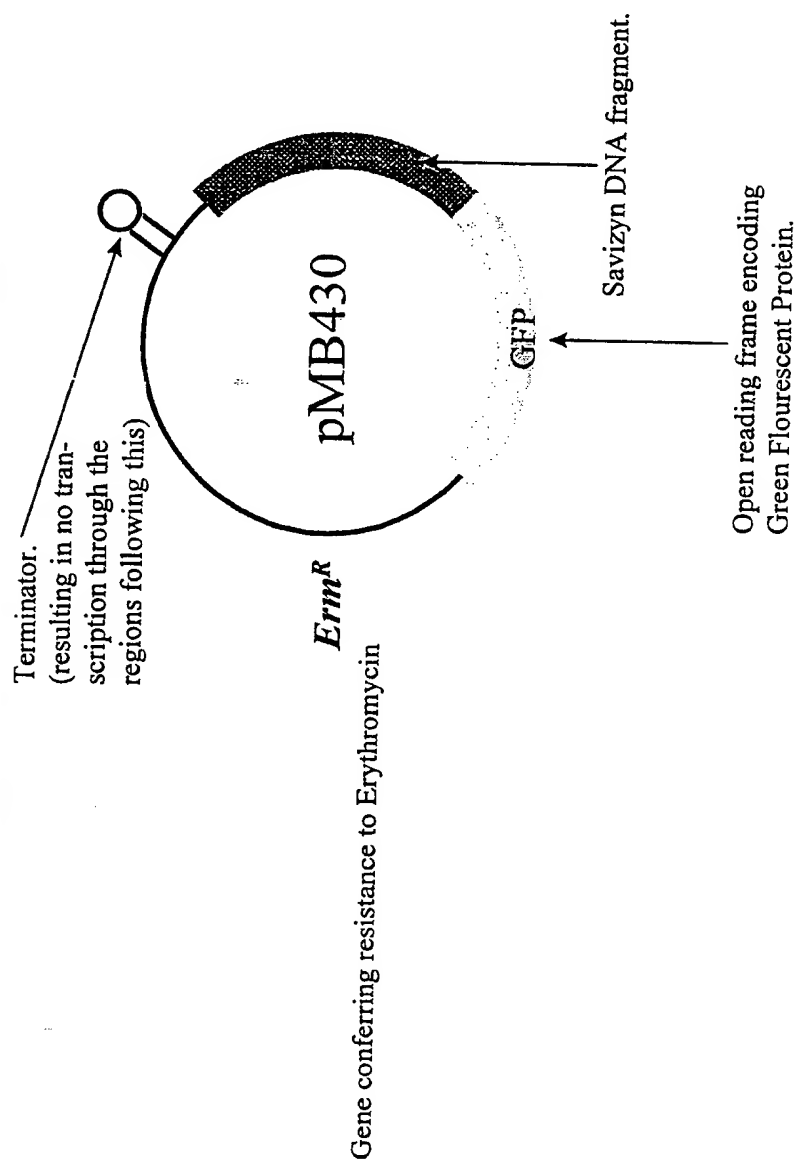 Terminator.
(resulting in no tran-
scription through the
regions following this)
Erm^R
Gene conferring resistance to Erythromycin
pMB430
GFP
Savizyn DNA fragment.
Open reading frame encoding
Green Flourescent Protein.